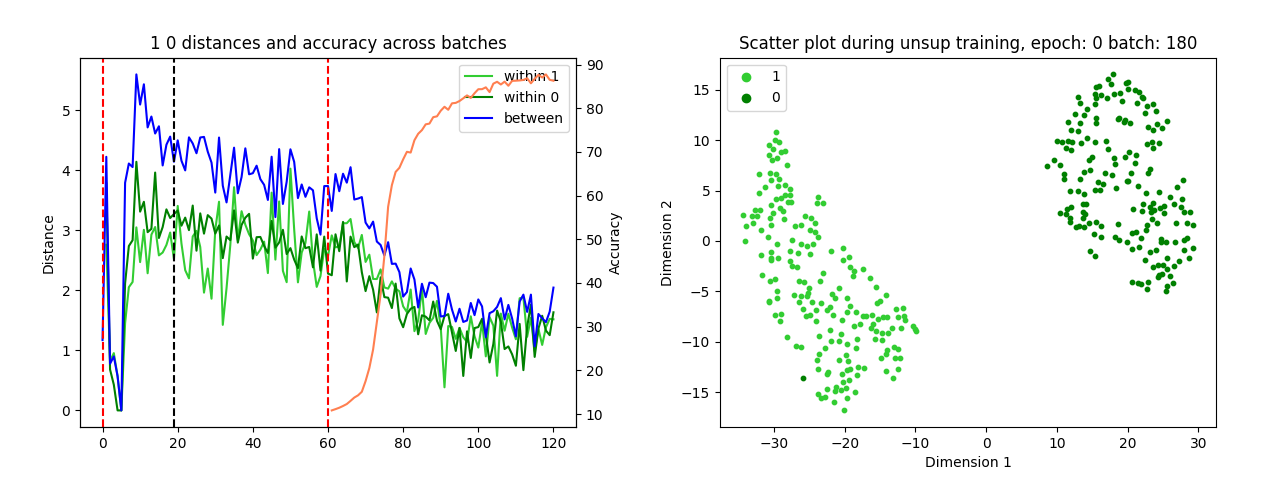 1 0 distances and accuracy across batches
Distance
5
4
3
2
1
0
0 20 40 60 80 100 120
within 1
within 0
between
90
80
70
60
50
40
30
20
10
Accuracy
Scatter plot during unsup training, epoch: 0 batch: 180
1
0
Dimension 2
15
10
5
0
−5
−10
−15
−30 −20 −10 0 10 20 30
Dimension 1